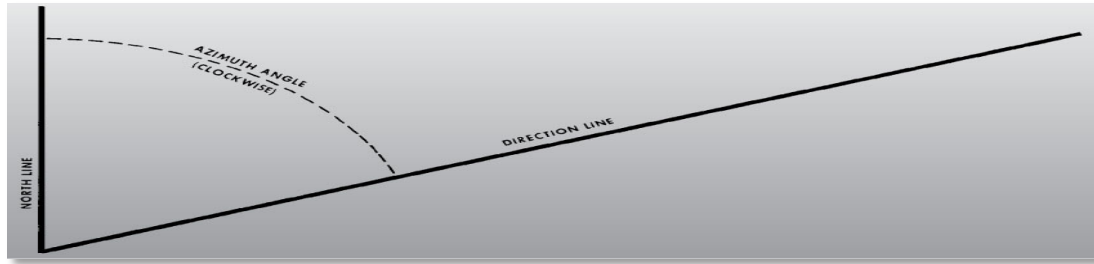 AZIMUTH ANGLE
(CLOCKWISE)
DIRECTION LINE
NORTH LINE